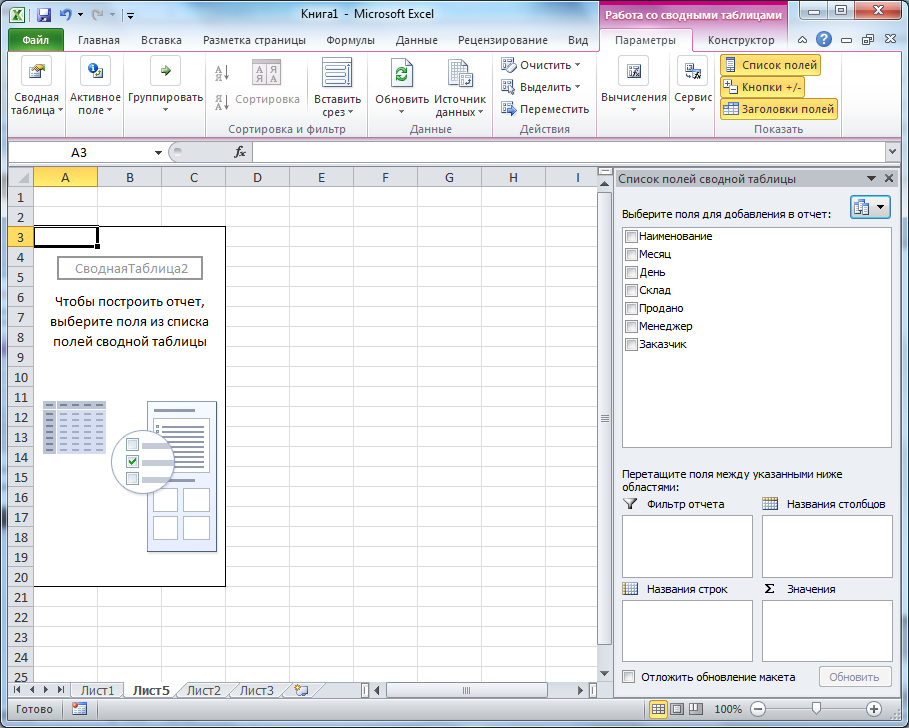 Книга1 - Microsoft Excel
Работа со сводными таблицами
Файл Главная Вставка Разметка страницы Формулы Данные Рецензирование Вид Параметры Конструктор
Сводная таблица
Активное поле
Группировать
Сортировка
Вставить срез
Сортировка и фильтр
Обновить
Источник данных
Данные
Очистить
Выделить
Переместить
Действия
Вычисления
Сервис
Список полей
Кнопки +/-
Заголовки полей
Показать
A3
fx
A B C D E F G H I
1
2
3
4
5
6
7
8
9
10
11
12
13
14
15
16
17
18
19
20
21
22
23
24
25
СводнаяТаблица2
Чтобы построить отчет,
выберите поля из списка
полей сводной таблицы
Список полей сводной таблицы
Выберите поля для добавления в отчет:
Наименование
Месяц
День
Склад
Продано
Менеджер
Заказчик
Перетащите поля между указанными ниже
областями:
Фильтр отчета
Названия столбцов
Названия строк
Σ Значения
Отложить обновление макета
Обновить
Лист1 Лист5 Лист2 Лист3
Готово
100%